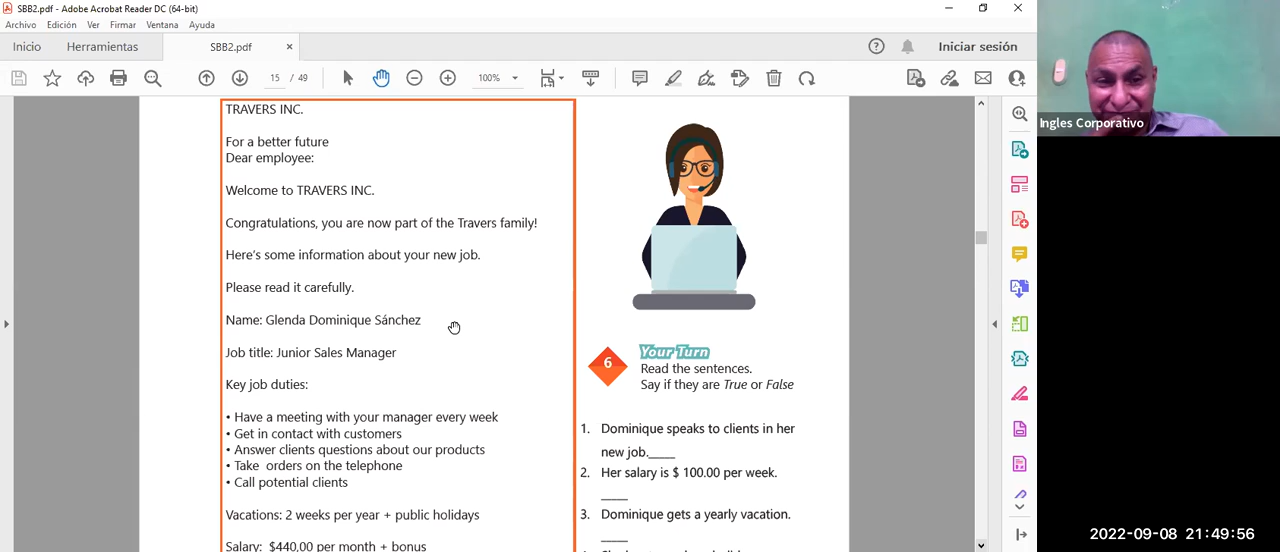 SBB2.pdf - Adobe Acrobat Reader DC (64-bit)
Archivo Edición Ver Firmar Ventana Ayuda
Inicio Herramientas SBB2.pdf × Iniciar sesión
15 / 49 100%
TRAVERS INC.
For a better future
Dear employee:
Welcome to TRAVERS INC.
Congratulations, you are now part of the Travers family!
Here's some information about your new job.
Please read it carefully.
Name: Glenda Dominique Sánchez
Job title: Junior Sales Manager
Key job duties:
• Have a meeting with your manager every week
• Get in contact with customers
• Answer clients questions about our products
• Take orders on the telephone
• Call potential clients
Vacations: 2 weeks per year + public holidays
Salary: $440,00 per month + bonus
6
Your Turn
Read the sentences.
Say if they are True or False
1. Dominique speaks to clients in her
new job._____
2. Her salary is $ 100.00 per week.
_____
3. Dominique gets a yearly vacation.
_____
Ingles Corporativo
2022-09-08 21:49:56